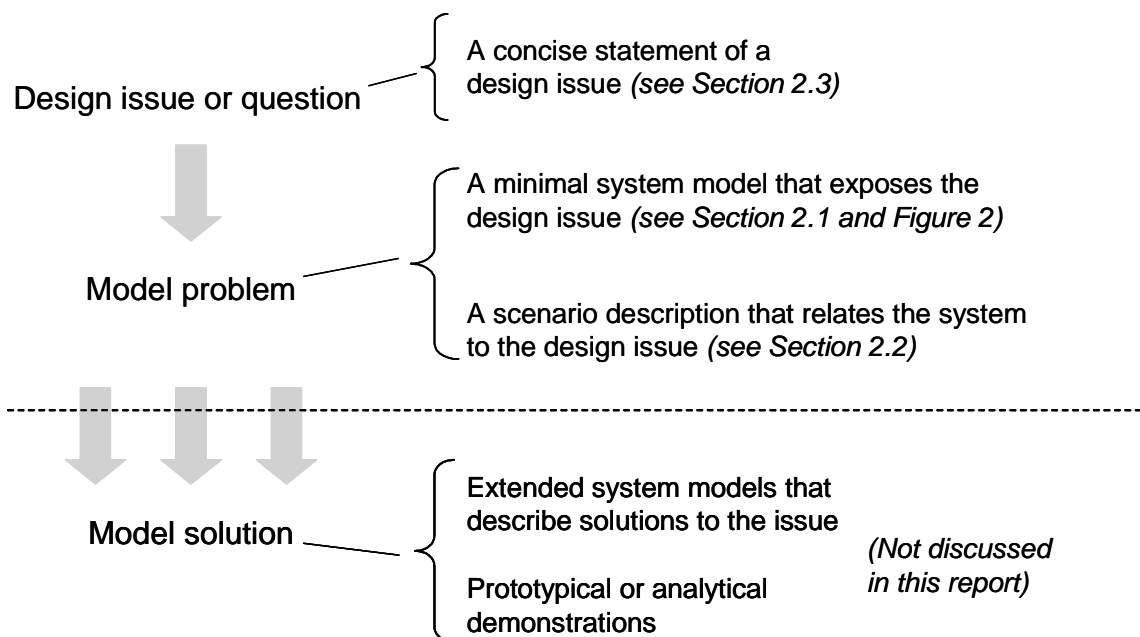 Design issue or question
A concise statement of a
design issue (see Section 2.3)
Model problem
A minimal system model that exposes the
design issue (see Section 2.1 and Figure 2)
A scenario description that relates the system
to the design issue (see Section 2.2)
Model solution
Extended system models that
describe solutions to the issue
Prototypical or analytical
demonstrations
(Not discussed
in this report)